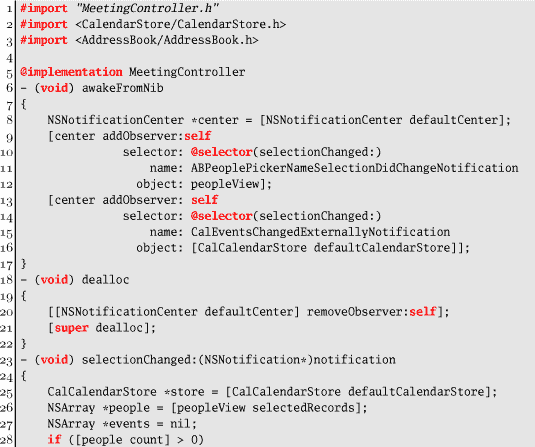 1 #import "MeetingController.h"
2 #import <CalendarStore/CalendarStore.h>
3 #import <AddressBook/AddressBook.h>
4
5 @implementation MeetingController
6 - (void) awakeFromNib
7 {
8     NSNotificationCenter *center = [NSNotificationCenter defaultCenter];
9     [center addObserver:self
10                selector: @selector(selectionChanged:)
11                    name: ABPeoplePickerNameSelectionDidChangeNotification
12                  object: peopleView];
13     [center addObserver: self
14                selector: @selector(selectionChanged:)
15                    name: CalEventsChangedExternallyNotification
16                  object: [CalCalendarStore defaultCalendarStore]];
17 }
18 - (void) dealloc
19 {
20     [[NSNotificationCenter defaultCenter] removeObserver:self];
21     [super dealloc];
22 }
23 - (void) selectionChanged:(NSNotification*)notification
24 {
25     CalCalendarStore *store = [CalCalendarStore defaultCalendarStore];
26     NSArray *people = [peopleView selectedRecords];
27     NSArray *events = nil;
28     if ([people count] > 0)